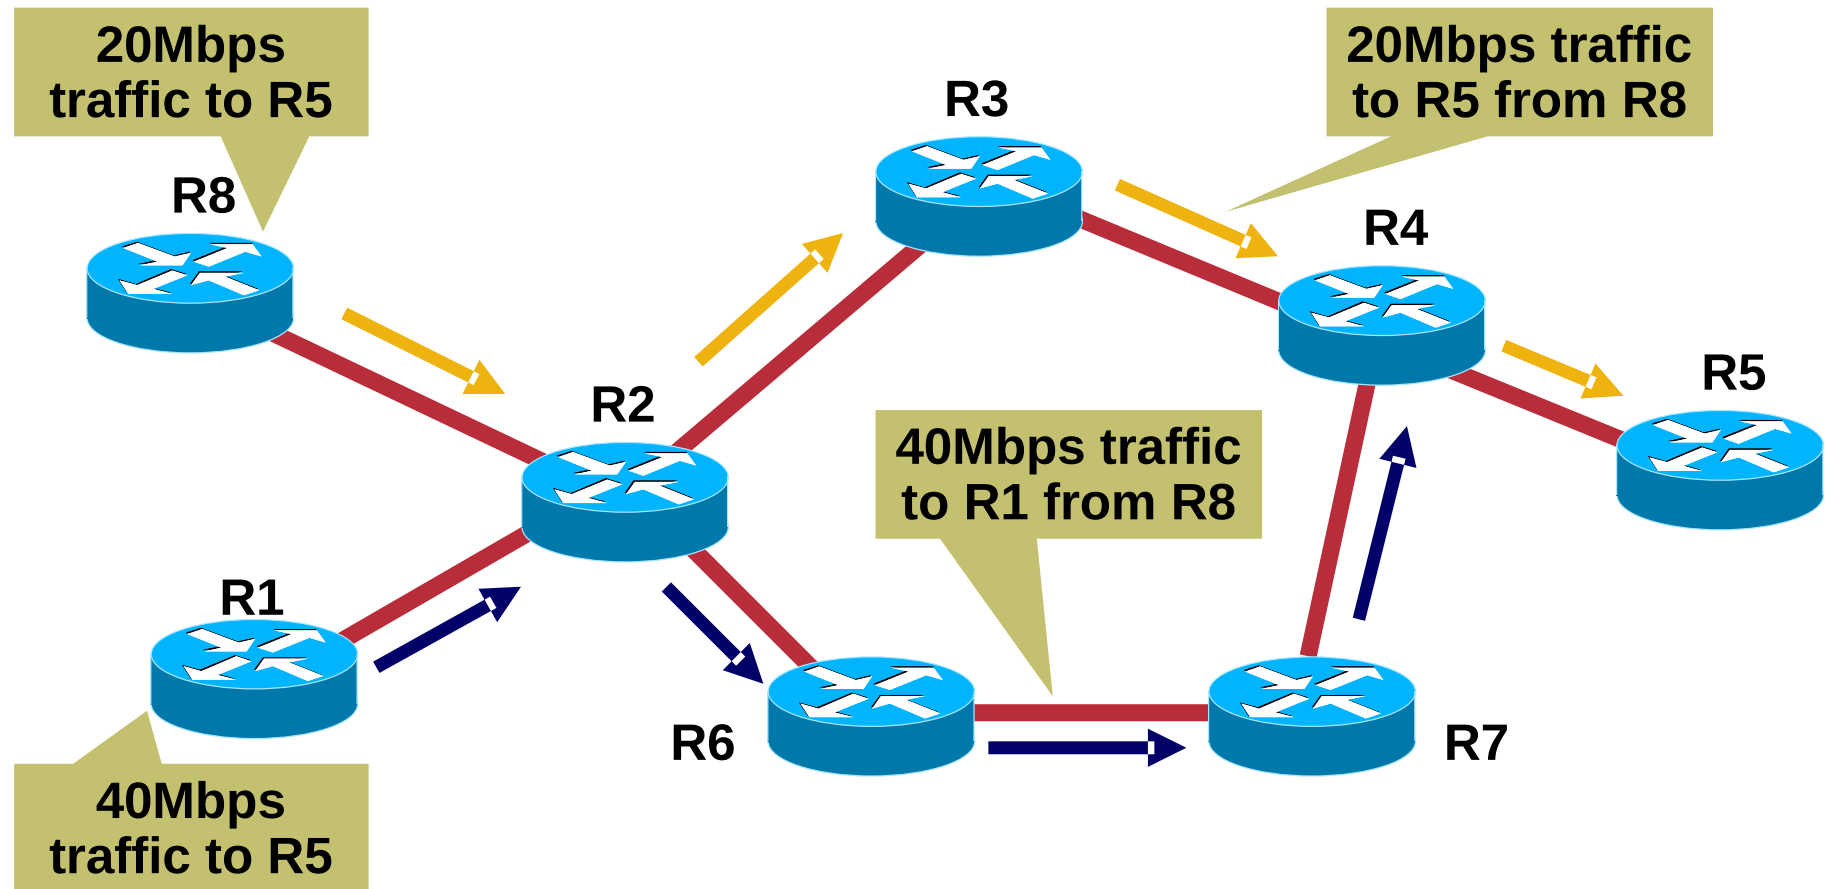 20Mbps
traffic to R5
20Mbps traffic
to R5 from R8
R3
R8
R4
R5
R2
40Mbps traffic
to R1 from R8
R1
R6
R7
40Mbps
traffic to R5